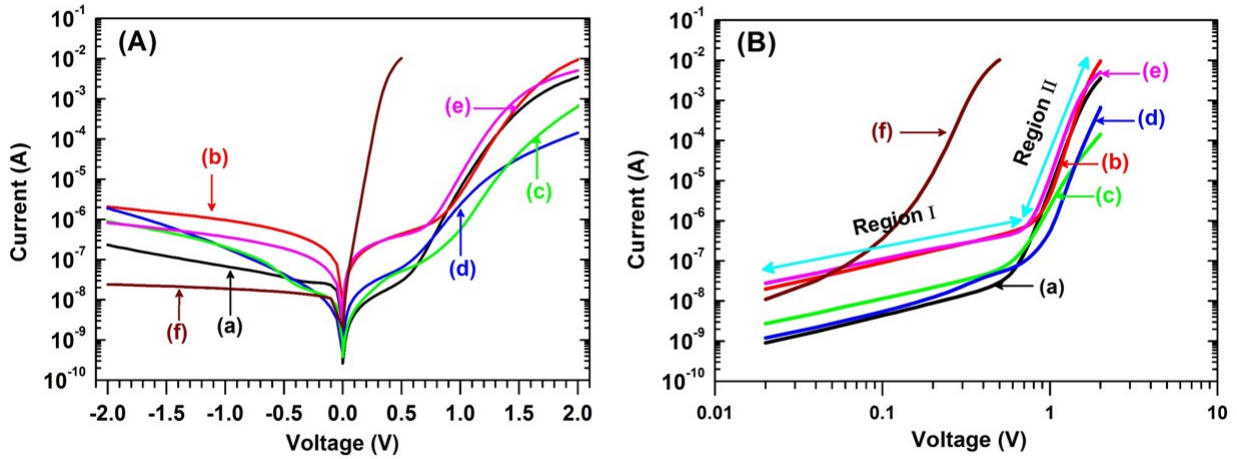 (A)
10^-1
10^-2
10^-3
10^-4
10^-5
10^-6
10^-7
10^-8
10^-9
10^-10
Current (A)
(b)
(e)
(c)
(d)
(a)
(f)
-2.0 -1.5 -1.0 -0.5 0.0 0.5 1.0 1.5 2.0
Voltage (V)
(B)
10^-1
10^-2
10^-3
10^-4
10^-5
10^-6
10^-7
10^-8
10^-9
10^-10
Current (A)
(e)
(d)
(f)
Region II
(b)
(c)
Region I
(a)
0.01 0.1 1 10
Voltage (V)